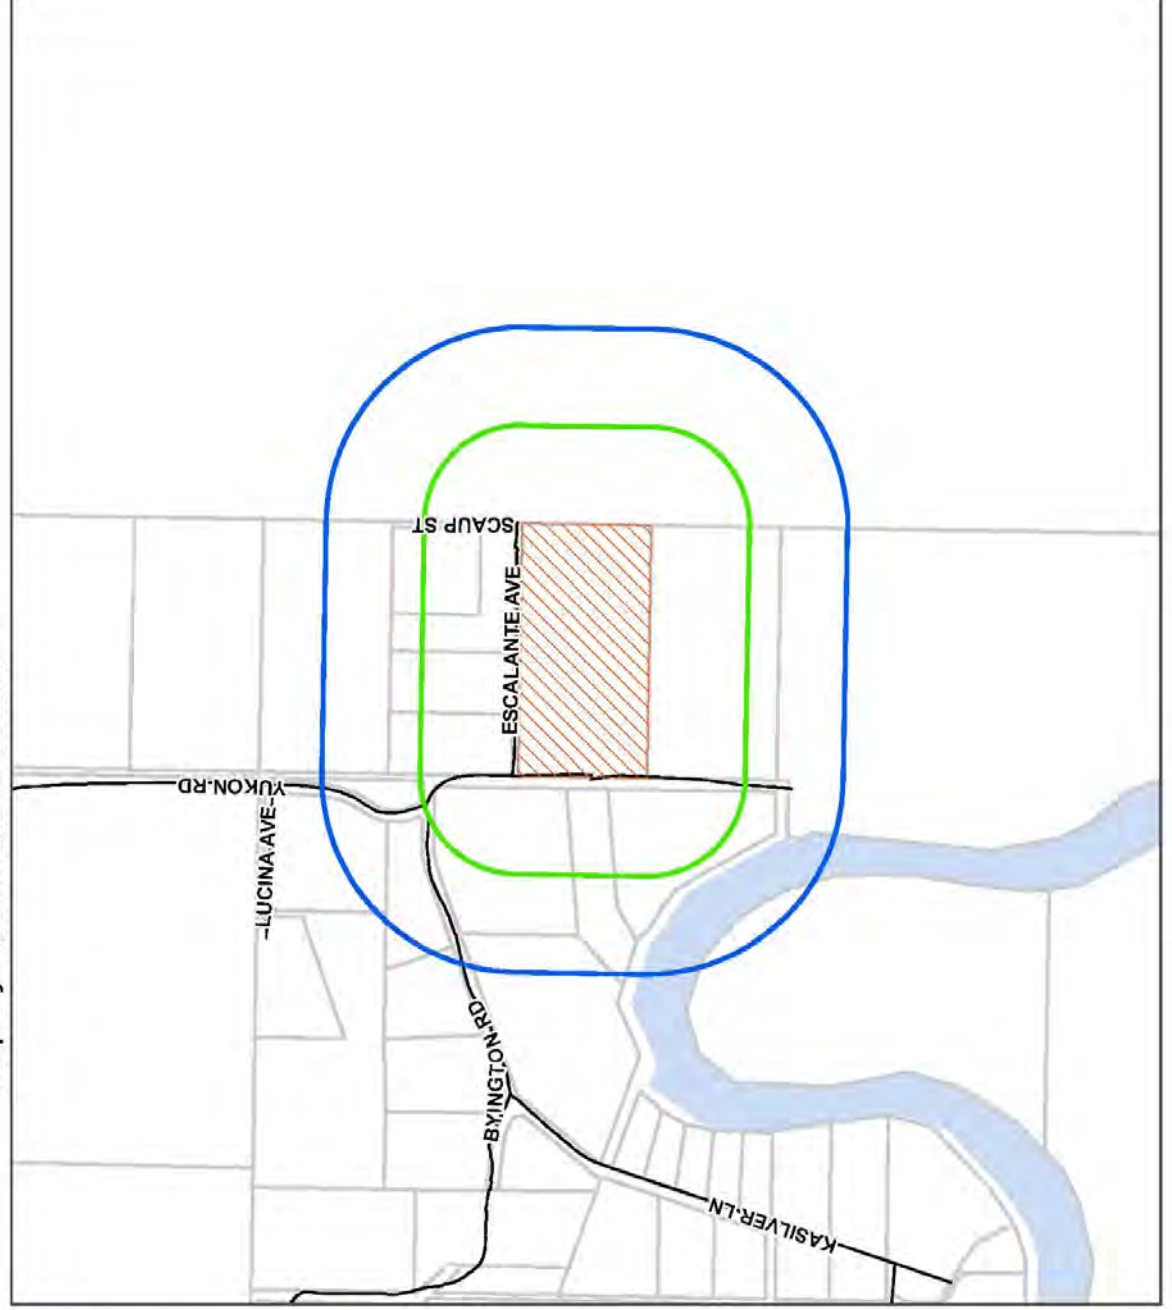 SCAUP ST
ESCALANTE AVE
YUKON RD
LUCINA AVE
BYINGTON RD
KASILVER LN